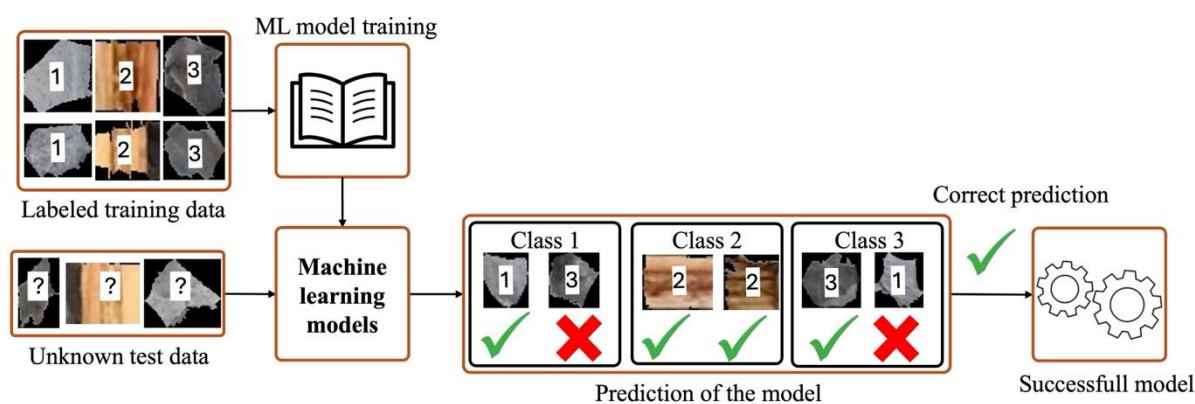 ML model training
1 2 3
1 2 3
Labeled training data
Correct prediction
Class 1 Class 2 Class 3
1 3 2 2 3 1
? ? ?
Machine
learning
models
Unknown test data
Prediction of the model
Successfull model